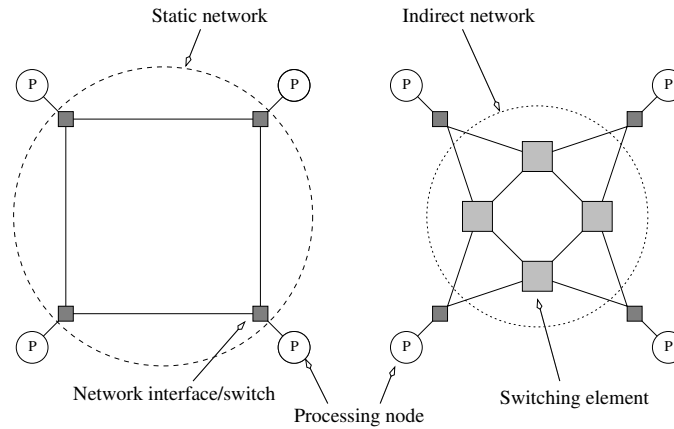 Static network
Indirect network
P
P
P
P
P
P
P
P
Network interface/switch
Processing node
Switching element